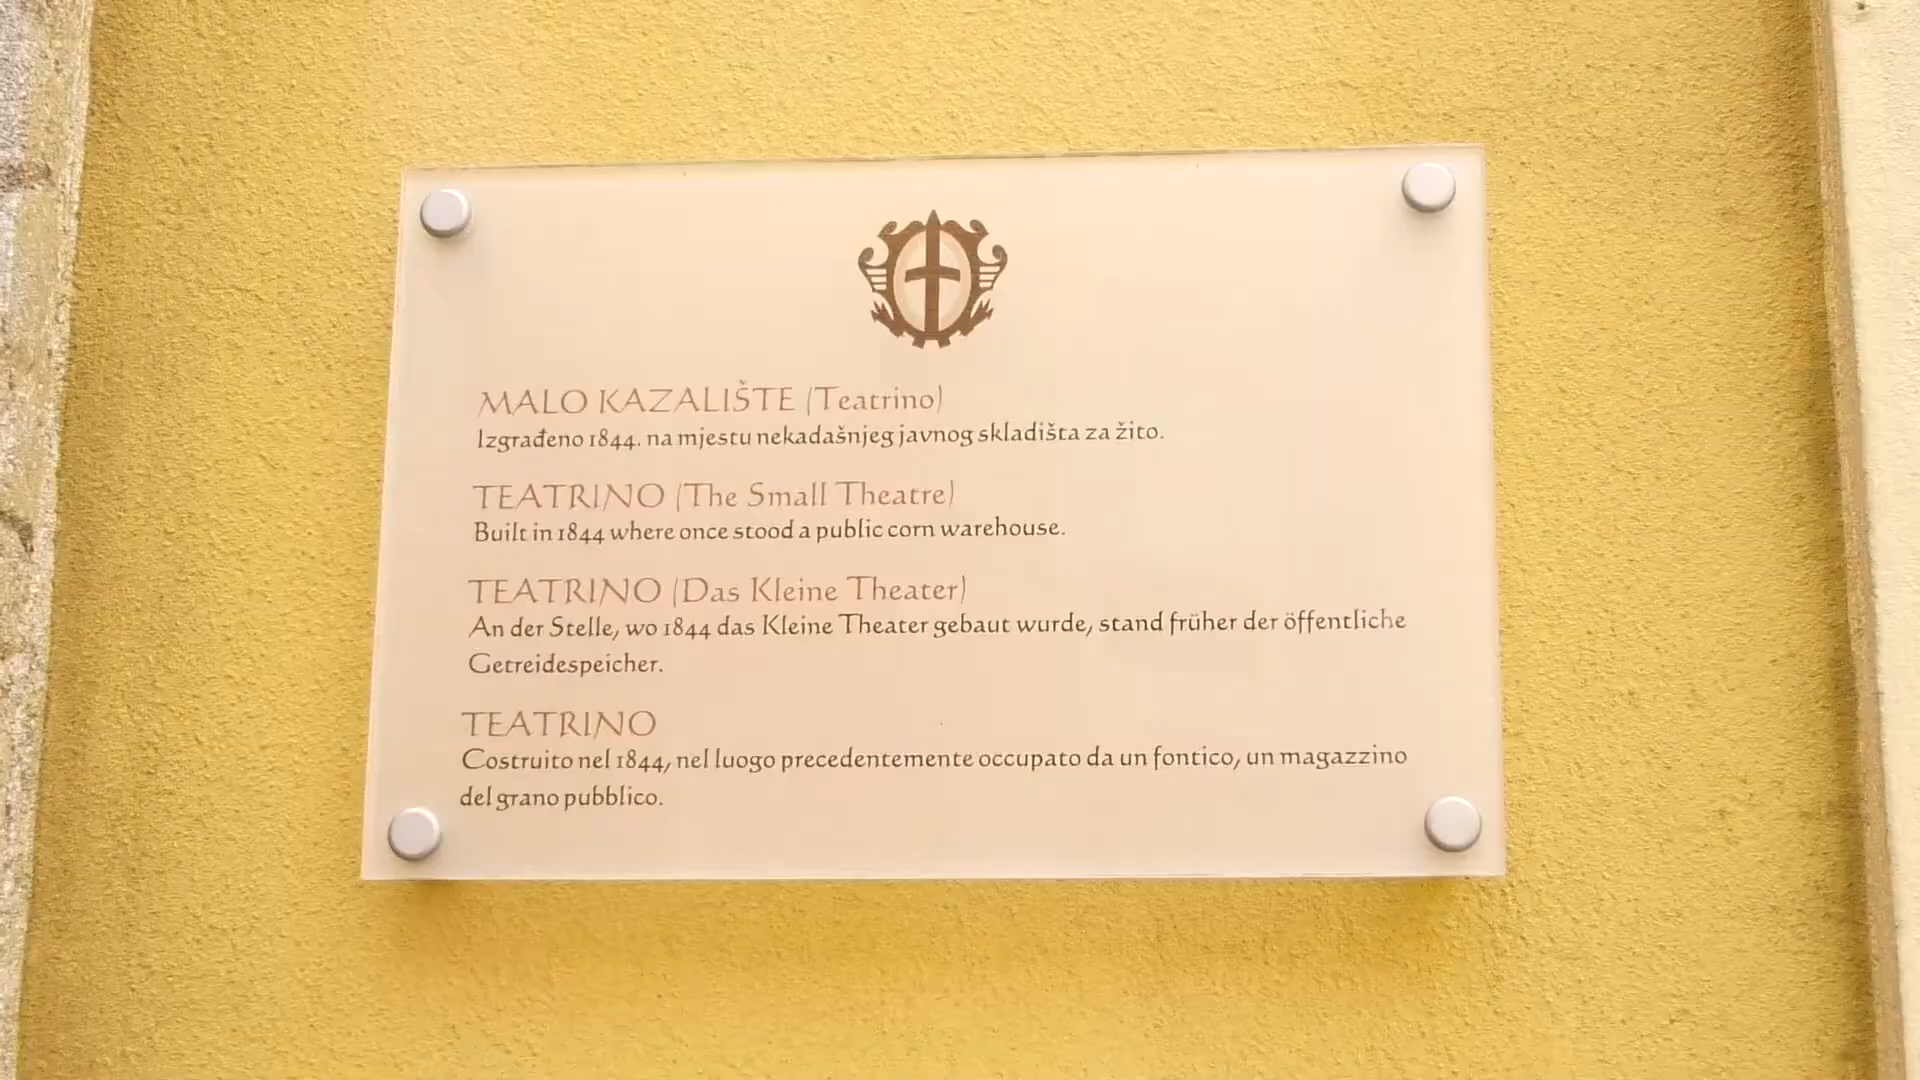 MALO KAZALIŠTE (Teatrino)
Izgrađeno 1844. na mjestu nekadašnjeg javnog skladišta za žito.
TEATRINO (The Small Theatre)
Built in 1844 where once stood a public corn warehouse.
TEATRINO (Das Kleine Theater)
An der Stelle, wo 1844 das Kleine Theater gebaut wurde, stand früher der öffentliche
Getreidespeicher.
TEATRINO
Costruito nel 1844, nel luogo precedentemente occupato da un fontico, un magazzino
del grano pubblico.